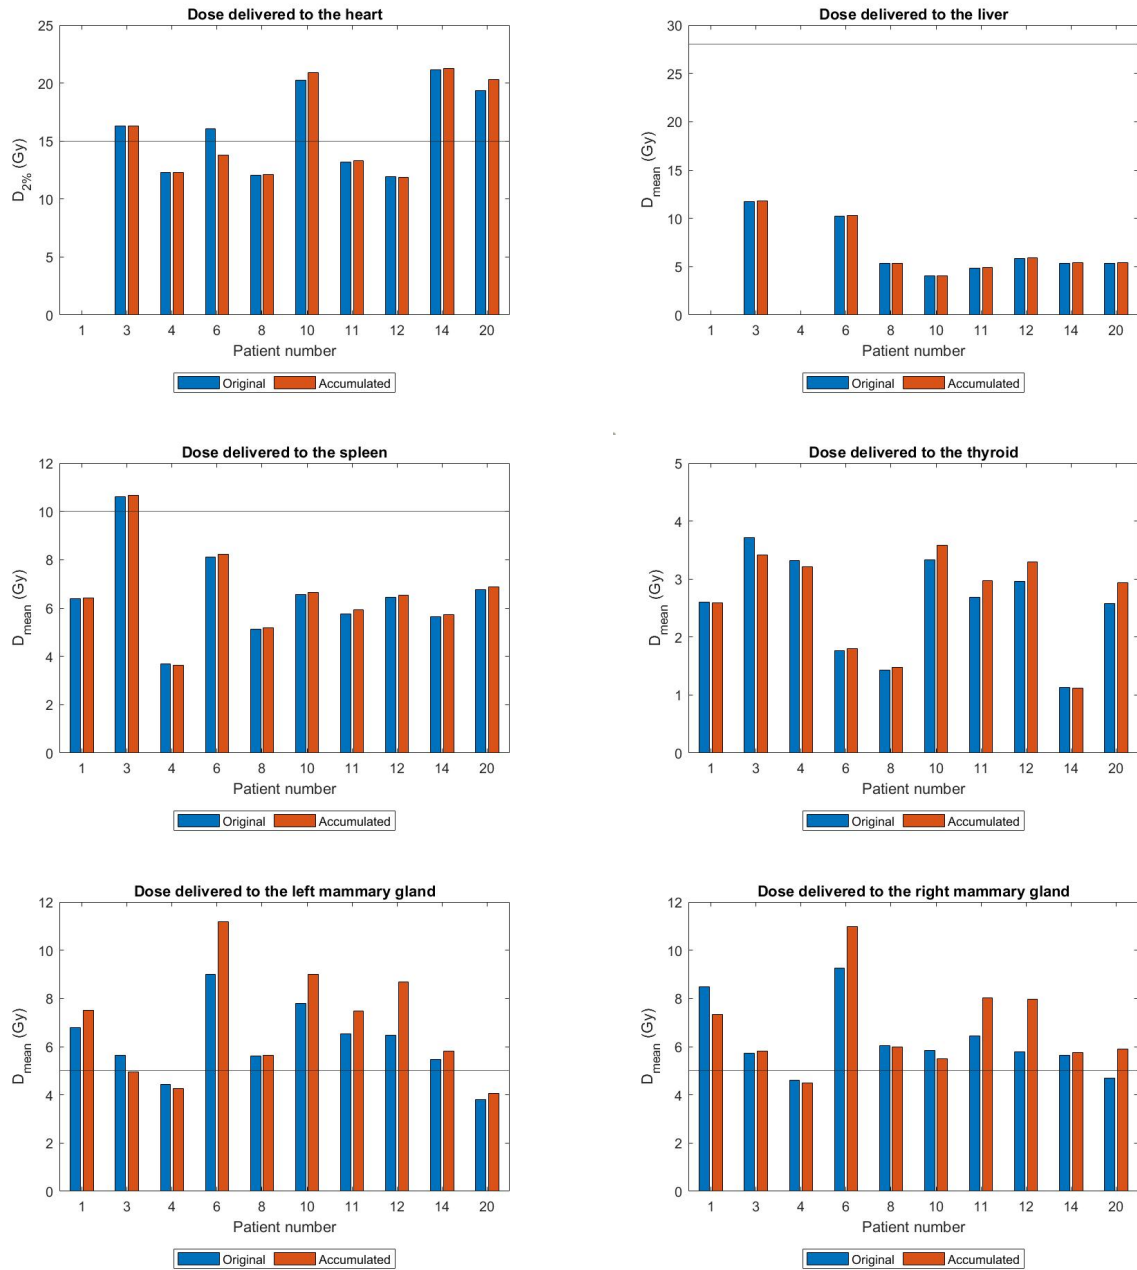 Dose delivered to the heart
25
20
15
10
5
0
D2% (Gy)
1 3 4 6 8 10 11 12 14 20
Patient number
Original Accumulated
Dose delivered to the liver
30
25
20
15
10
5
0
Dmean (Gy)
1 3 4 6 8 10 11 12 14 20
Patient number
Original Accumulated
Dose delivered to the spleen
12
10
8
6
4
2
0
Dmean (Gy)
1 3 4 6 8 10 11 12 14 20
Patient number
Original Accumulated
Dose delivered to the thyroid
5
4
3
2
1
0
Dmean (Gy)
1 3 4 6 8 10 11 12 14 20
Patient number
Original Accumulated
Dose delivered to the left mammary gland
12
10
8
6
4
2
0
Dmean (Gy)
1 3 4 6 8 10 11 12 14 20
Patient number
Original Accumulated
Dose delivered to the right mammary gland
12
10
8
6
4
2
0
Dmean (Gy)
1 3 4 6 8 10 11 12 14 20
Patient number
Original Accumulated